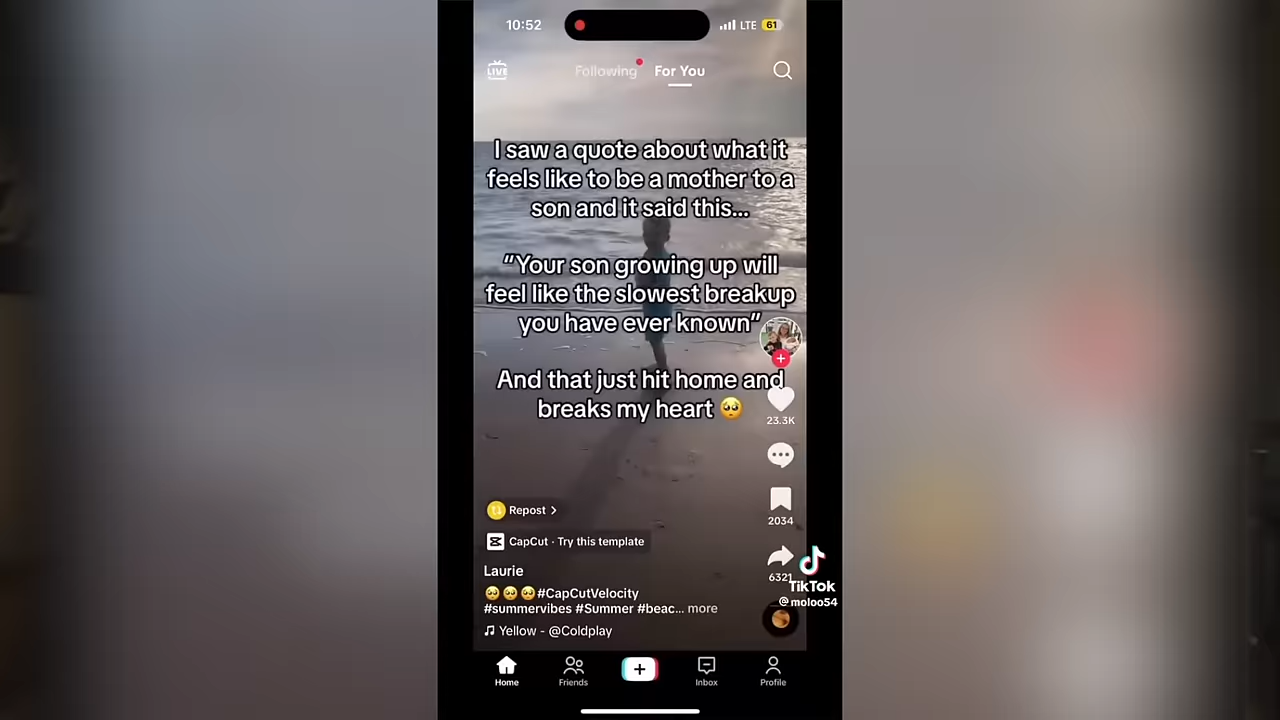 10:52
LTE 61
LIVE
Following For You
I saw a quote about what it
feels like to be a mother to a
son and it said this...
“Your son growing up will
feel like the slowest breakup
you have ever known”
And that just hit home and
breaks my heart 🥺
23.3K
2034
6321
Repost >
CapCut · Try this template
Laurie
🥺🥺🥺#CapCutVelocity
#summervibes #Summer #beac... more
Yellow - @Coldplay
TikTok
@moloo54
Home Friends Inbox Profile